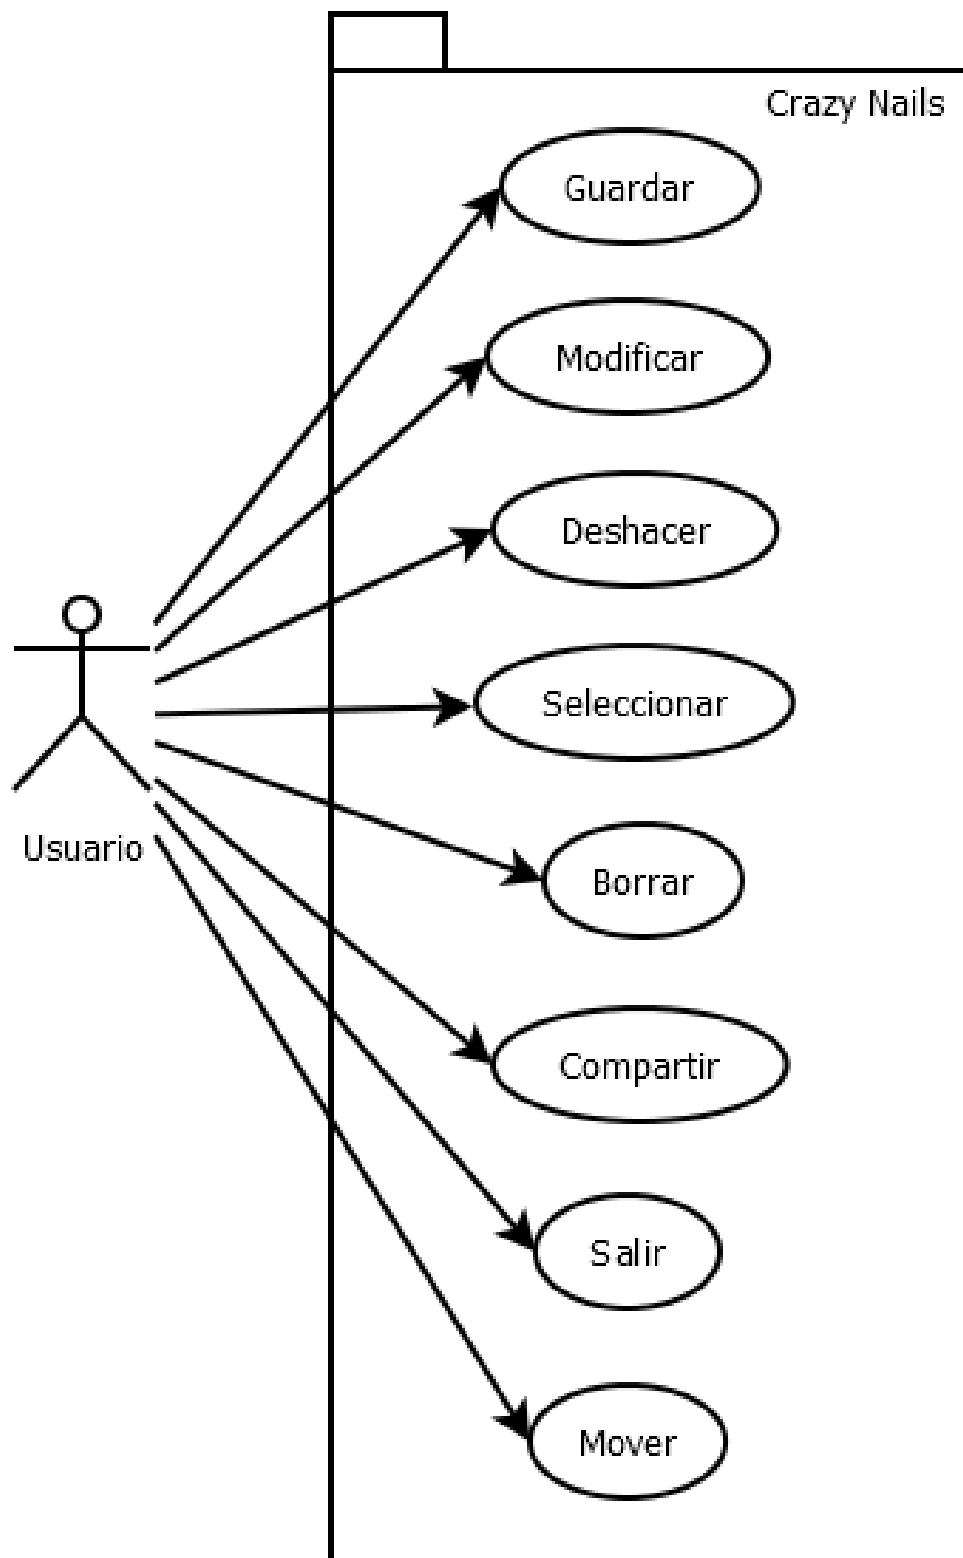 Crazy Nails
Guardar
Modificar
Deshacer
Seleccionar
Usuario
Borrar
Compartir
Salir
Mover